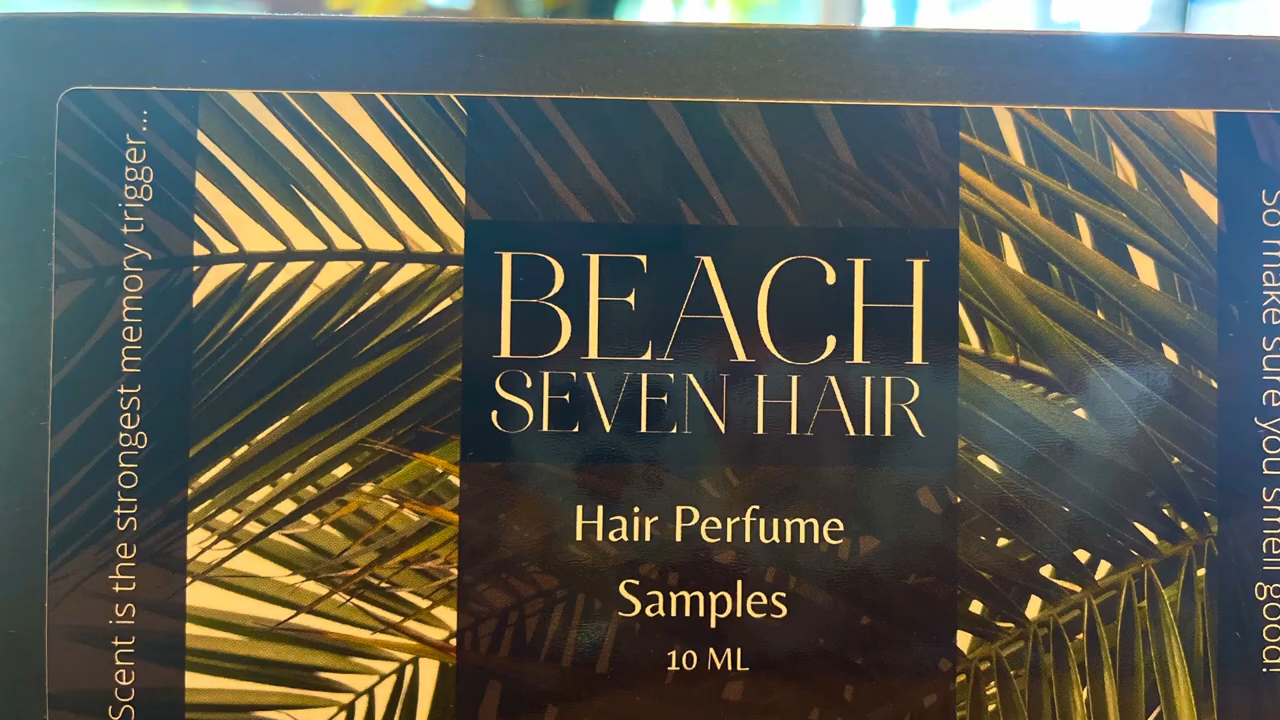 Scent is the strongest memory trigger...
BEACH
SEVEN HAIR
Hair Perfume
Samples
10 ML
So make sure you smell good!